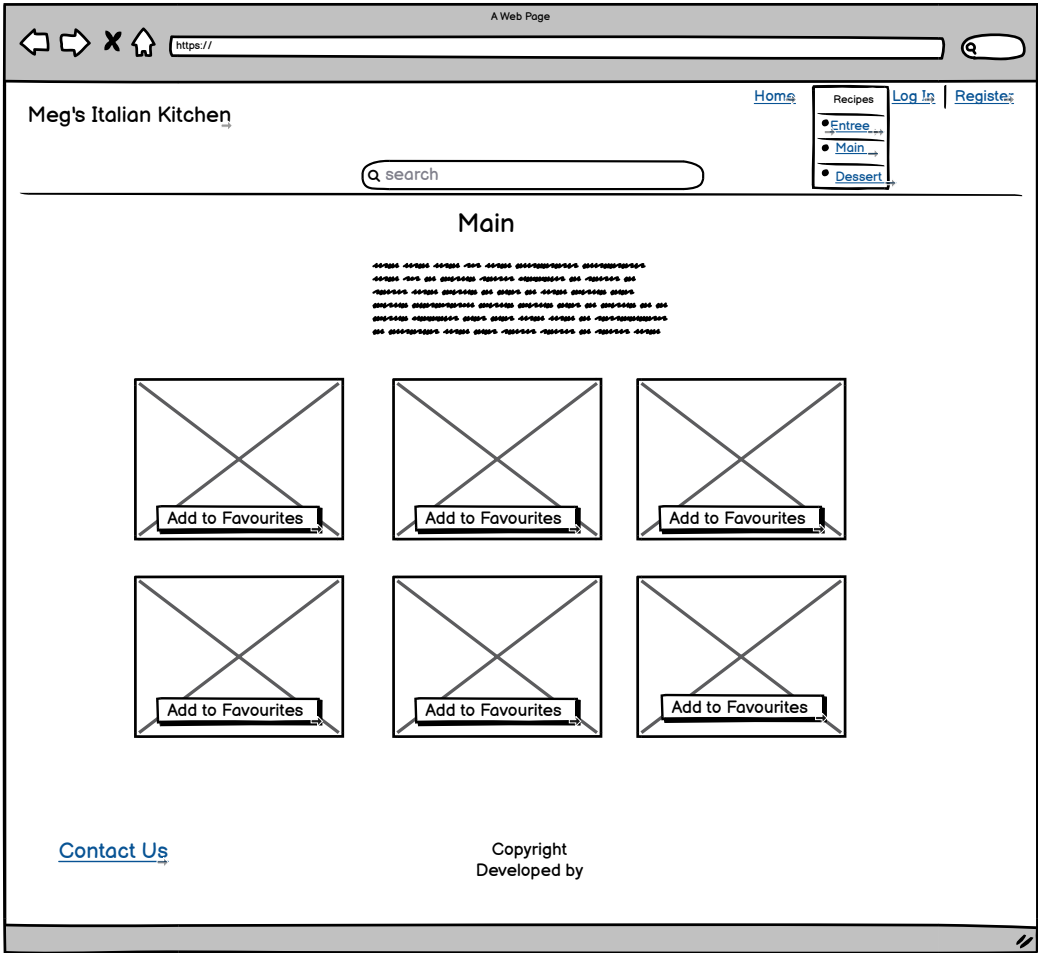 A Web Page
https://
Home
Recipes
Log In
Register
Meg's Italian Kitchen
Entree
Main
Dessert
search
Main
Add to Favourites
Add to Favourites
Add to Favourites
Add to Favourites
Add to Favourites
Add to Favourites
Contact Us
Copyright
Developed by